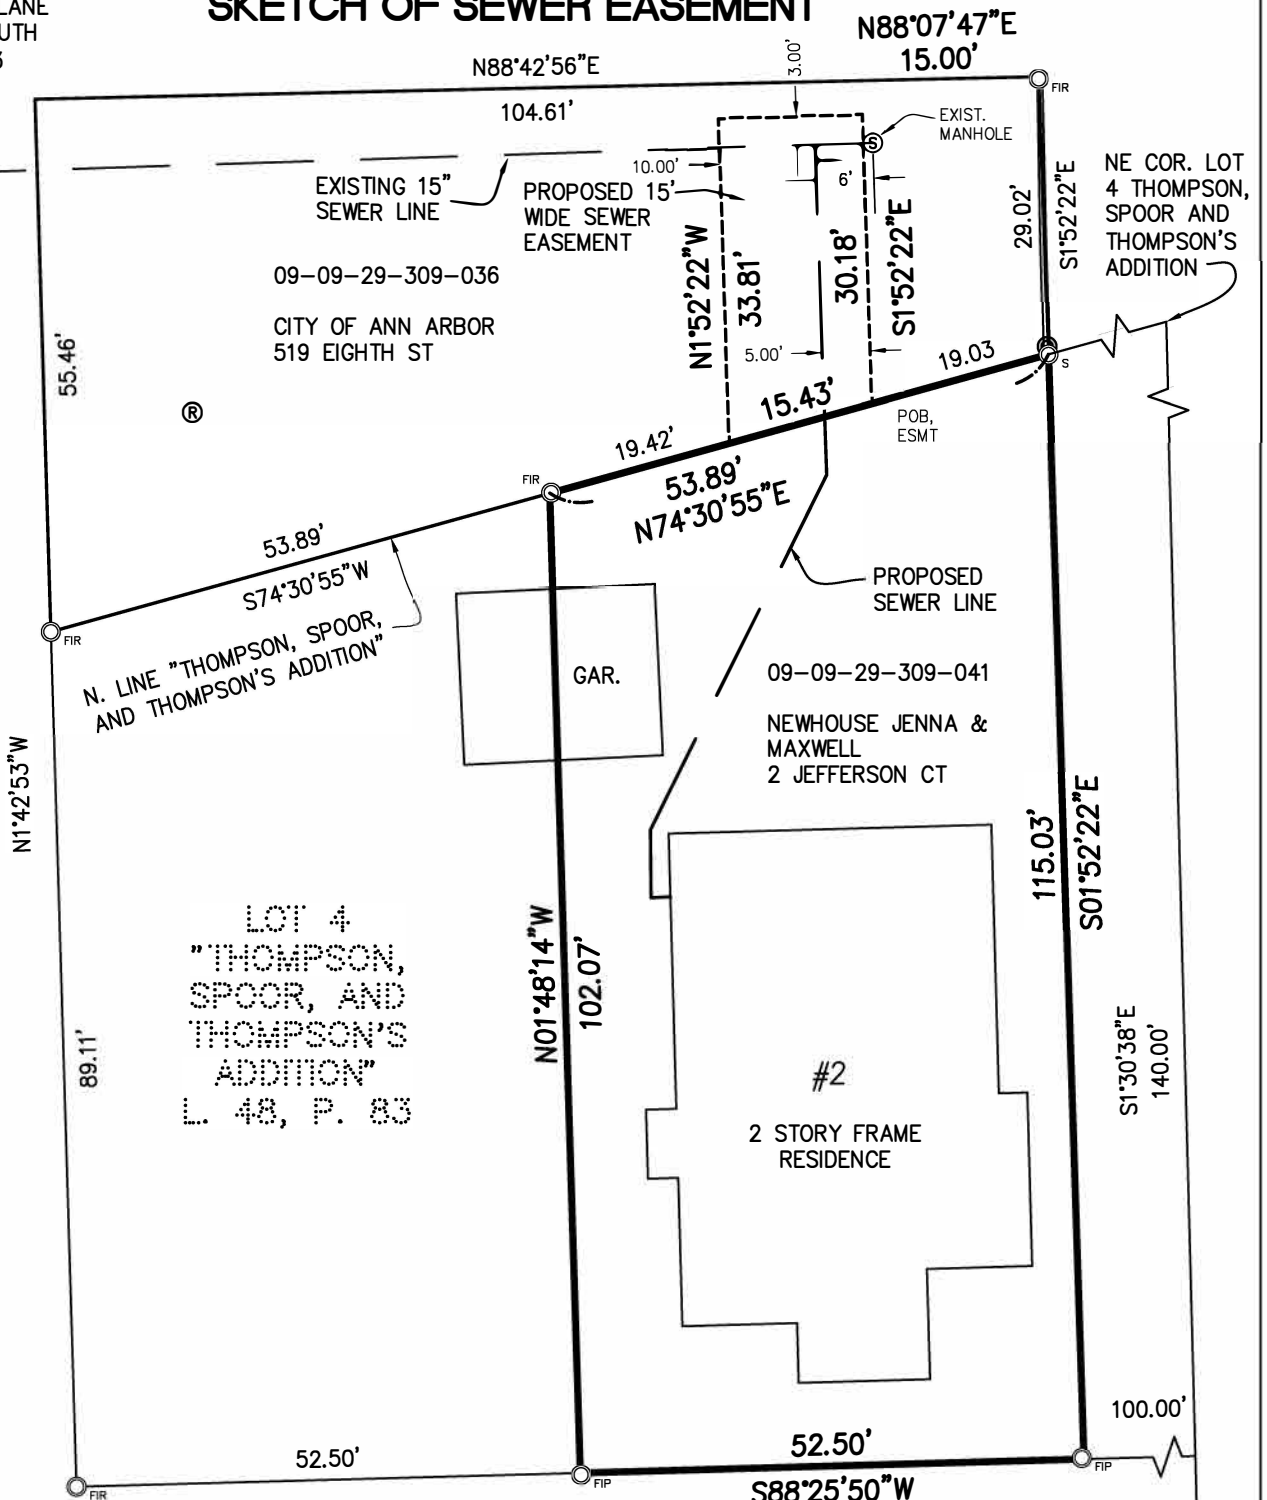 LANE
UTH
SKETCH OF SEWER EASEMENT
N88°07'47"E
15.00'
3.00'
N88°42'56"E
104.61'
FIR
EXIST.
MANHOLE
S
10.00'
6'
EXISTING 15"
SEWER LINE
PROPOSED 15'
WIDE SEWER
EASEMENT
29.02'
S1°52'22"E
NE COR. LOT
4 THOMPSON,
SPOOR AND
THOMPSON'S
ADDITION
09-09-29-309-036
CITY OF ANN ARBOR
519 EIGHTH ST
N1°52'22"W
33.81'
30.18'
S1°52'22"E
55.46'
5.00'
19.03
S
®
15.43'
POB,
ESMT
19.42'
FIR
53.89'
N74°30'55"E
53.89'
S74°30'55"W
FIR
N. LINE "THOMPSON, SPOOR,
AND THOMPSON'S ADDITION"
PROPOSED
SEWER LINE
GAR.
09-09-29-309-041
NEWHOUSE JENNA &
MAXWELL
2 JEFFERSON CT
N1°42'53"W
115.03'
S01°52'22"E
LOT 4
"THOMPSON,
SPOOR, AND
THOMPSON'S
ADDITION"
L. 48, P. 83
N01°48'14"W
102.07'
89.11'
S1°30'38"E
140.00'
#2
2 STORY FRAME
RESIDENCE
100.00'
52.50'
52.50'
FIR
FIP
S88°25'50"W
FIP